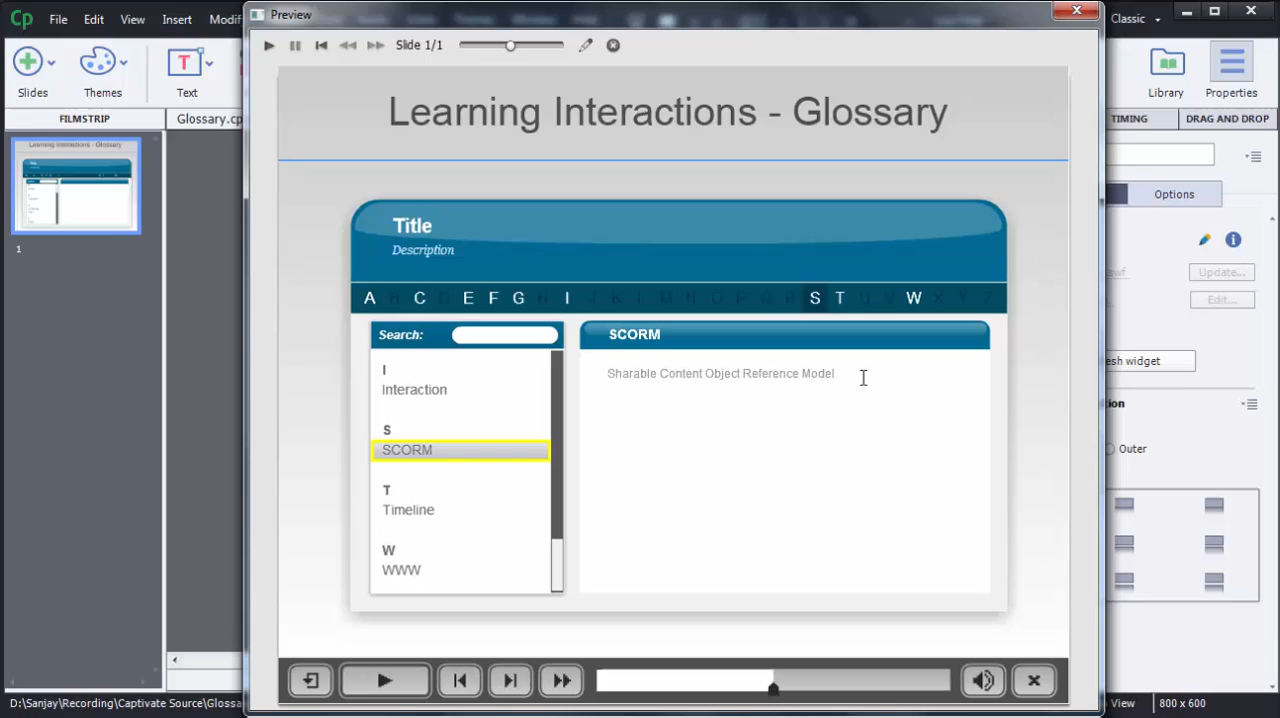 Cp File Edit View Insert Modif
Classic
Preview
Slide 1/1
Slides
Themes
Text
Library
Properties
FILMSTRIP
Glossary.cp
TIMING
DRAG AND DROP
Learning Interactions - Glossary
1
Options
Title
Description
Update...
Edit...
A B C D E F G H I J K L M N O P Q R S T U V W X Y Z
Search:
SCORM
Sharable Content Object Reference Model
esh widget
I
Interaction
S
SCORM
T
Timeline
W
WWW
Outer
D:\Sanjay\Recording\Captivate Source\Glossa
View
800 x 600